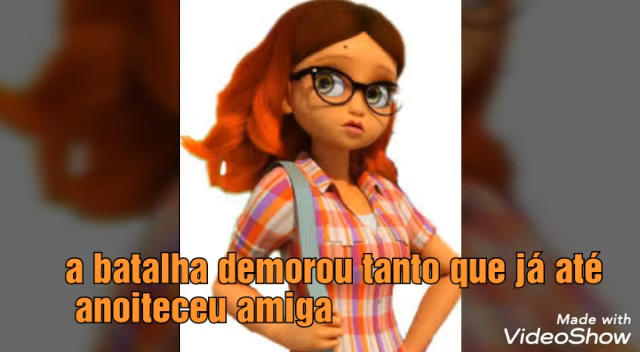 a batalha demorou tanto que já até
anoiteceu amiga
Made with
VideoShow